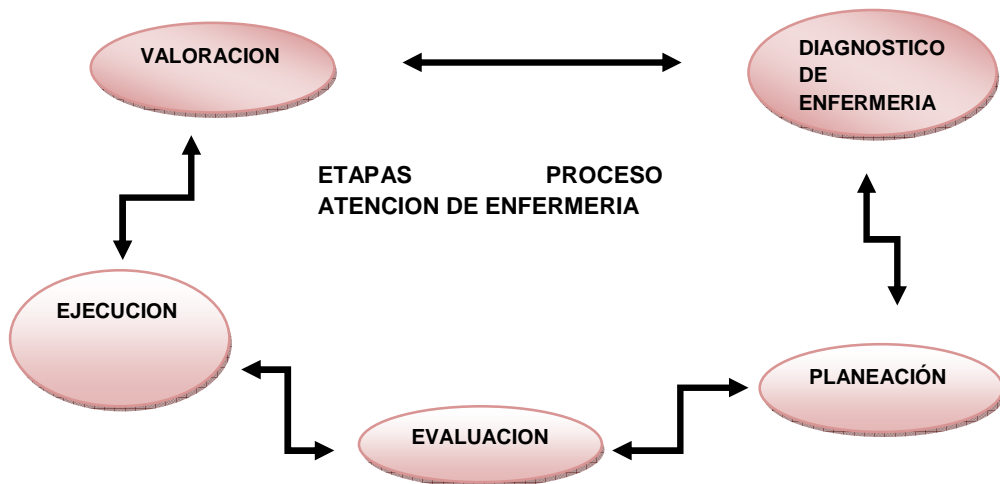 VALORACION
DIAGNOSTICO
DE
ENFERMERIA
ETAPAS PROCESO
ATENCION DE ENFERMERIA
EJECUCION
PLANEACIÓN
EVALUACION